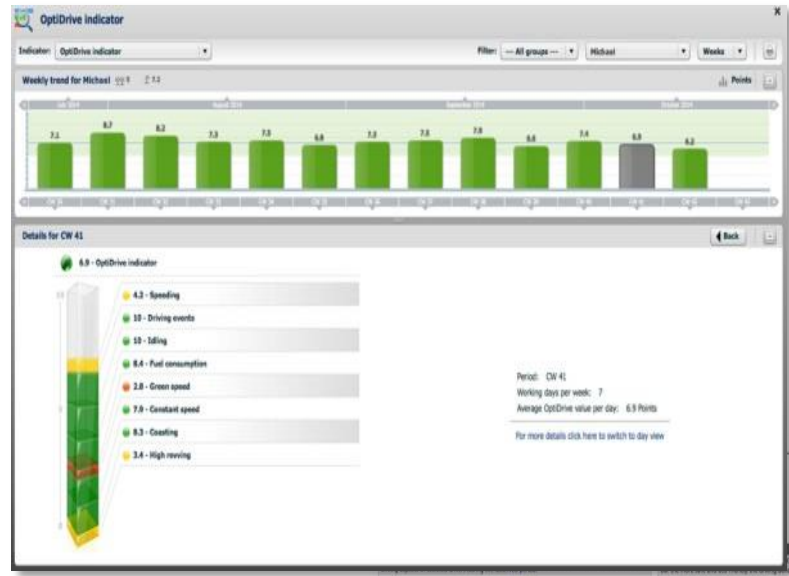 OptiDrive indicator
Indicator: OptiDrive indicator
Filter: --- All groups --- Michael Weeks
Weekly trend for Michael
Points
July 2014 August 2014 September 2014 October 2014
7.1 8.7 8.2 7.3 7.5 6.8 7.5 7.8 7.4 6.9 6.2
Details for CW 41
Back
6.9 - OptiDrive indicator
10
4.2 - Speeding
10 - Driving events
10 - Idling
8.4 - Fuel consumption
2.8 - Green speed
7.9 - Constant speed
8.3 - Coasting
3.4 - High revving
5
0
Period: CW 41
Working days per week: 7
Average OptiDrive value per day: 6.9 Points
For more details click here to switch to day view